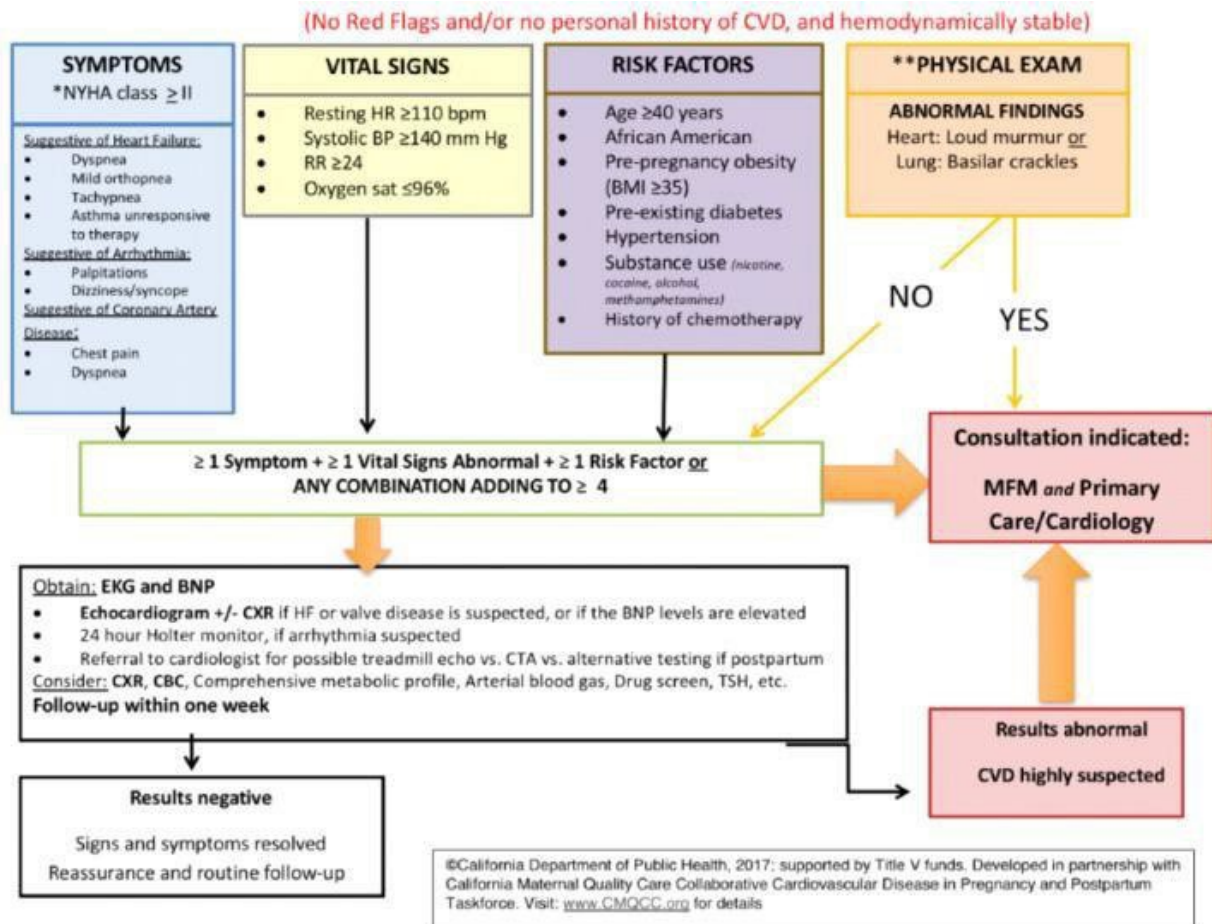 (No Red Flags and/or no personal history of CVD, and hemodynamically stable)
SYMPTOMS
*NYHA class ≥ II
Suggestive of Heart Failure:
• Dyspnea
• Mild orthopnea
• Tachypnea
• Asthma unresponsive
to therapy
Suggestive of Arrhythmia:
• Palpitations
• Dizziness/syncope
Suggestive of Coronary Artery
Disease:
• Chest pain
• Dyspnea
VITAL SIGNS
• Resting HR ≥110 bpm
• Systolic BP ≥140 mm Hg
• RR ≥24
• Oxygen sat ≤96%
RISK FACTORS
• Age ≥40 years
• African American
• Pre-pregnancy obesity
(BMI ≥35)
• Pre-existing diabetes
• Hypertension
• Substance use (nicotine,
cocaine, alcohol,
methamphetamines)
• History of chemotherapy
**PHYSICAL EXAM
ABNORMAL FINDINGS
Heart: Loud murmur or
Lung: Basilar crackles
NO
YES
≥ 1 Symptom + ≥ 1 Vital Signs Abnormal + ≥ 1 Risk Factor or
ANY COMBINATION ADDING TO ≥ 4
Consultation indicated:
MFM and Primary
Care/Cardiology
Obtain: EKG and BNP
• Echocardiogram +/- CXR if HF or valve disease is suspected, or if the BNP levels are elevated
• 24 hour Holter monitor, if arrhythmia suspected
• Referral to cardiologist for possible treadmill echo vs. CTA vs. alternative testing if postpartum
Consider: CXR, CBC, Comprehensive metabolic profile, Arterial blood gas, Drug screen, TSH, etc.
Follow-up within one week
Results abnormal
CVD highly suspected
Results negative
Signs and symptoms resolved
Reassurance and routine follow-up
©California Department of Public Health, 2017; supported by Title V funds. Developed in partnership with
California Maternal Quality Care Collaborative Cardiovascular Disease in Pregnancy and Postpartum
Taskforce. Visit: www.CMQCC.org for details